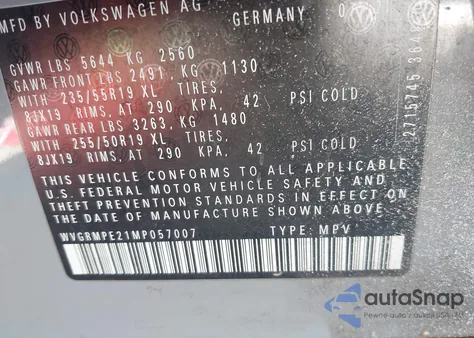 MFD BY VOLKSWAGEN AG GERMANY
GVWR LBS 5644 KG 2560
GAWR FRONT LBS 2491, KG 1130
WITH 235/55R19 XL TIRES,
8JX19 RIMS, AT 290 KPA, 42 PSI COLD
GAWR REAR LBS 3263, KG 1480
WITH 255/50R19 XL TIRES,
8JX19 RIMS, AT 290 KPA, 42 PSI COLD
THIS VEHICLE CONFORMS TO ALL APPLICABLE
U.S. FEDERAL MOTOR VEHICLE SAFETY AND
THEFT PREVENTION STANDARDS IN EFFECT ON THE
DATE OF MANUFACTURE SHOWN ABOVE.
WVGRMPE21MP057007 TYPE: MPV
2715745
autoSnap